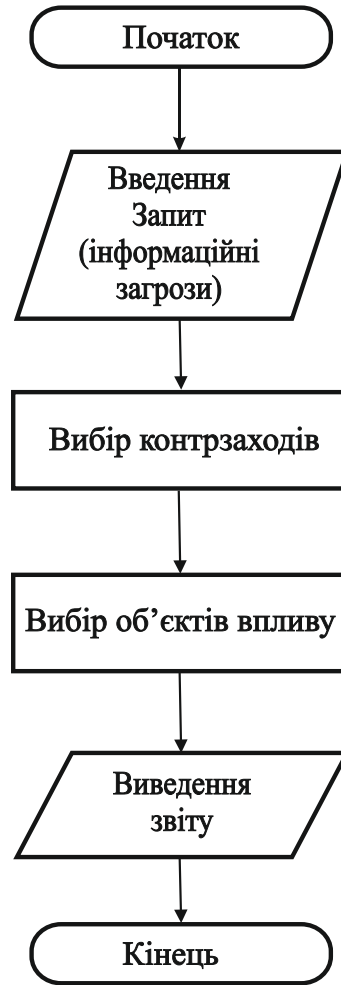 Початок
Введення
Запит
(інформаційні
загрози)
Вибір контрзаходів
Вибір об’єктів впливу
Виведення
звіту
Кінець